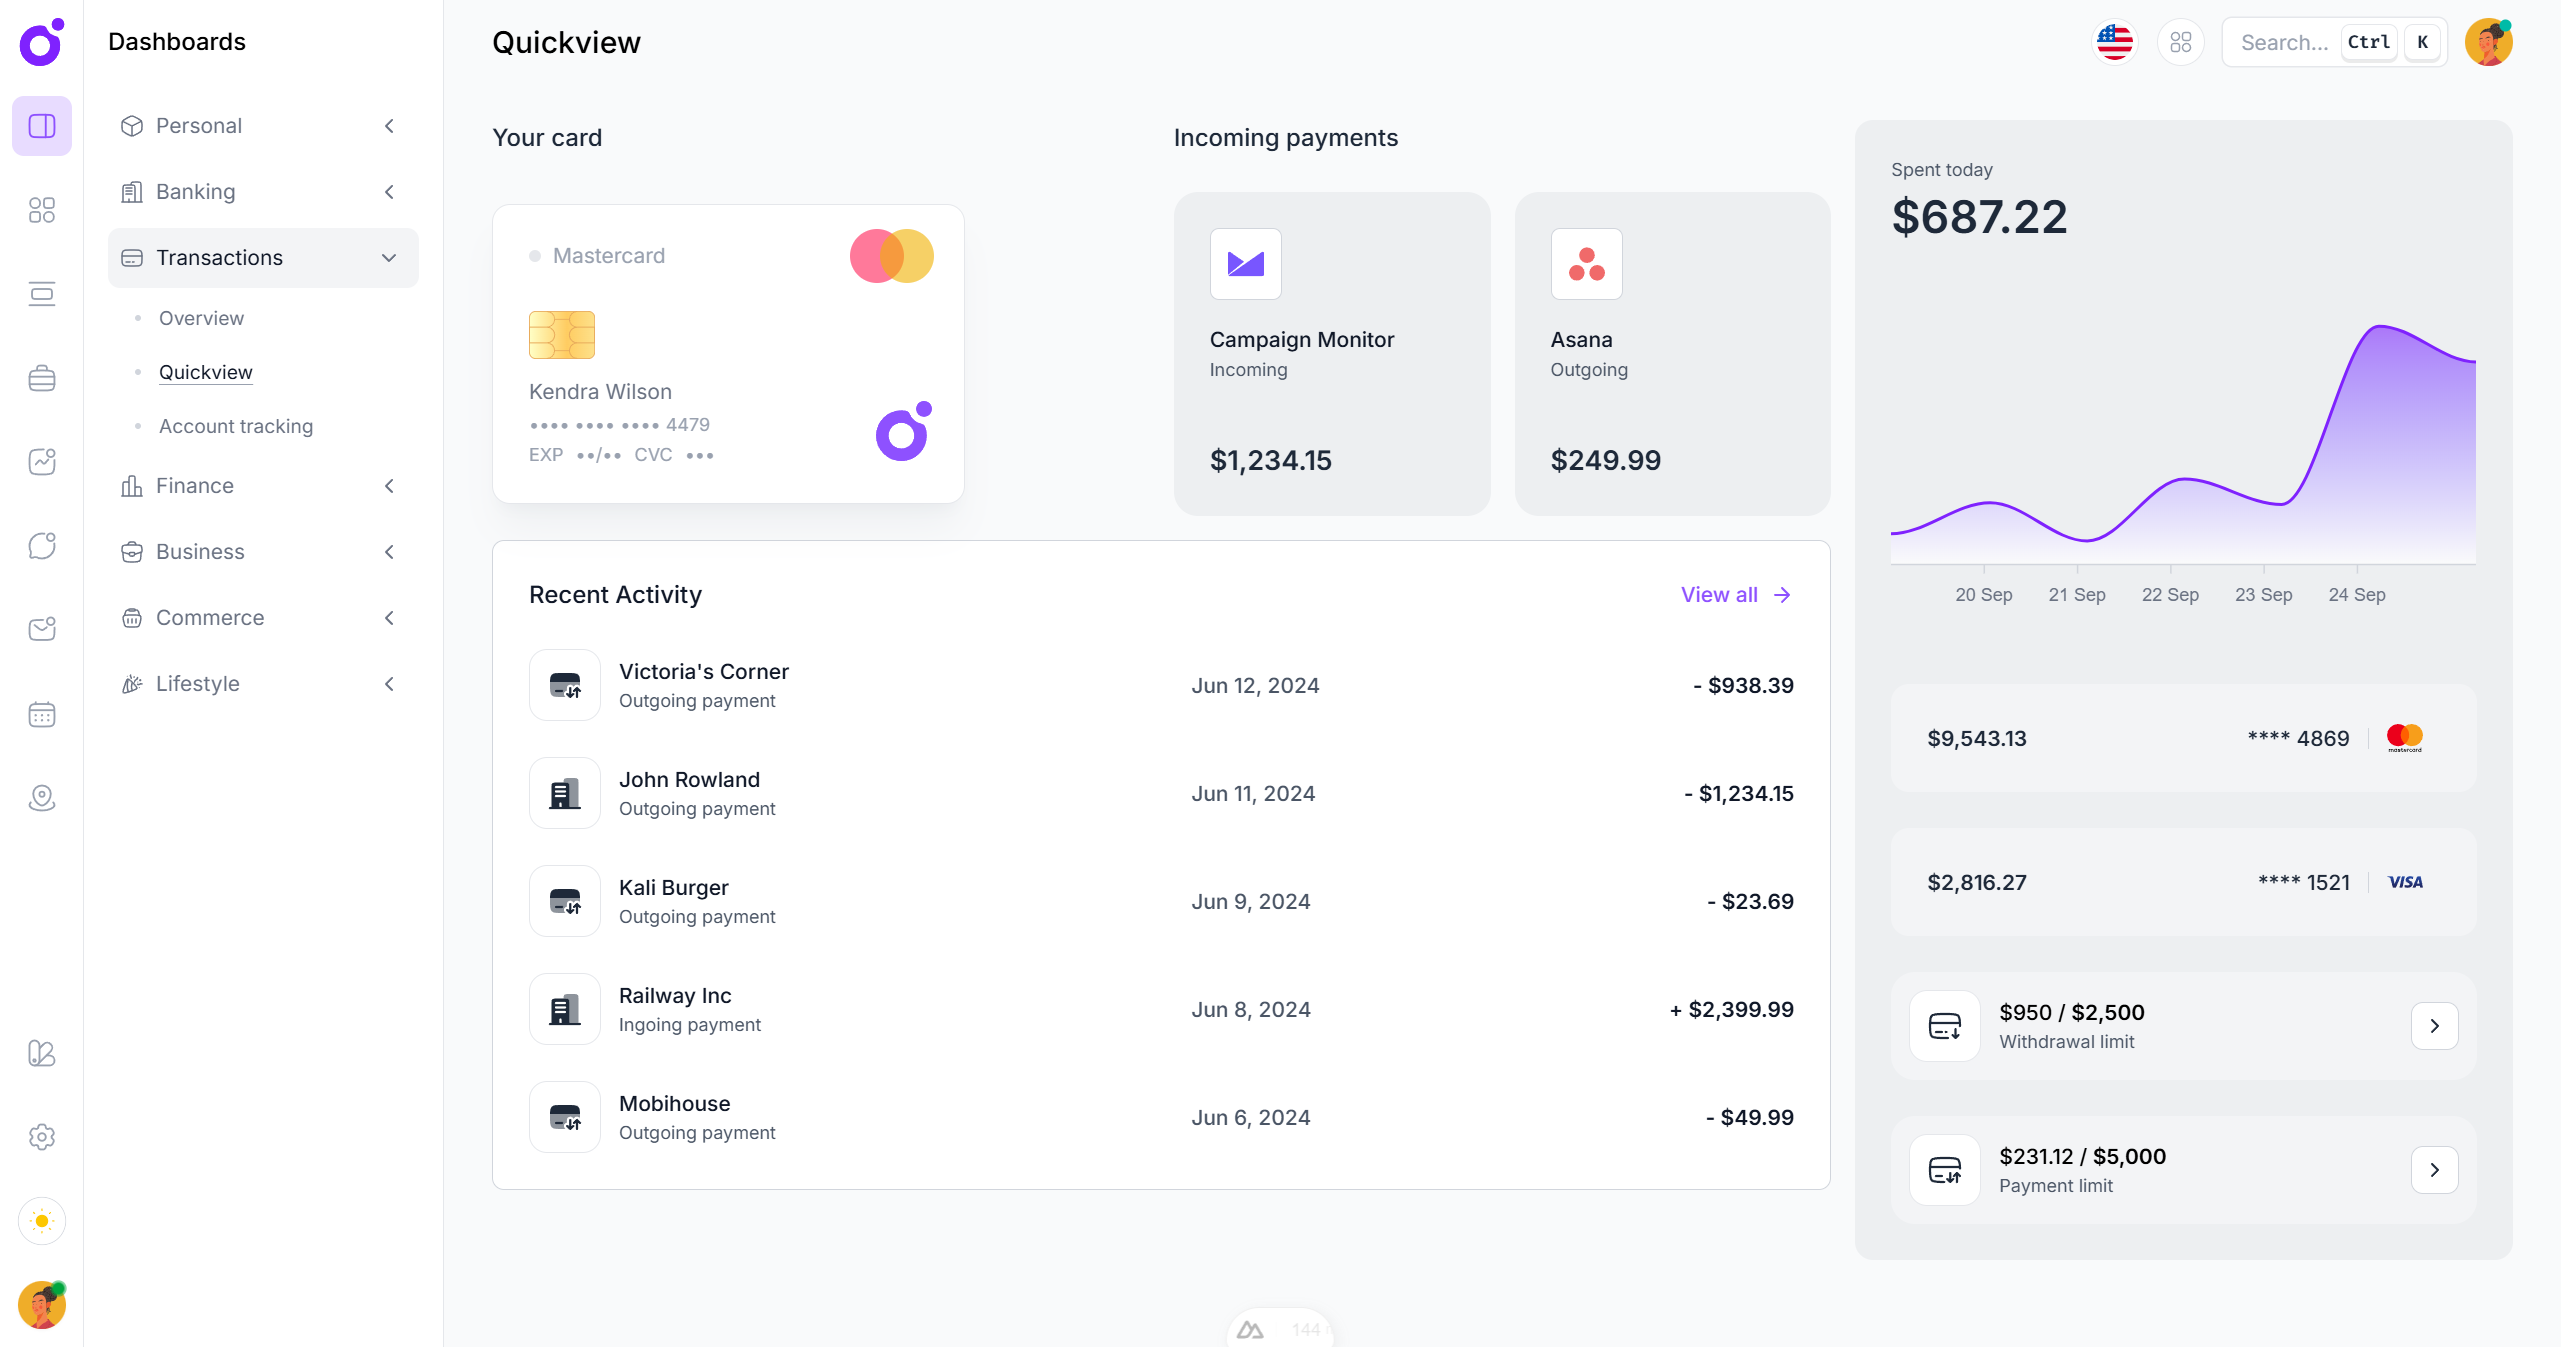 Dashboards
Personal
Banking
Transactions
Overview
Quickview
Account tracking
Finance
Business
Commerce
Lifestyle
Quickview
Search... Ctrl K
Your card
Mastercard
Kendra Wilson
•••• •••• •••• 4479
EXP ••/•• CVC •••
Incoming payments
Campaign Monitor
Incoming
$1,234.15
Asana
Outgoing
$249.99
Recent Activity
View all
Victoria's Corner
Outgoing payment
Jun 12, 2024
- $938.39
John Rowland
Outgoing payment
Jun 11, 2024
- $1,234.15
Kali Burger
Outgoing payment
Jun 9, 2024
- $23.69
Railway Inc
Ingoing payment
Jun 8, 2024
+ $2,399.99
Mobihouse
Outgoing payment
Jun 6, 2024
- $49.99
Spent today
$687.22
20 Sep 21 Sep 22 Sep 23 Sep 24 Sep
$9,543.13 **** 4869 mastercard
$2,816.27 **** 1521 VISA
$950 / $2,500
Withdrawal limit
$231.12 / $5,000
Payment limit
144